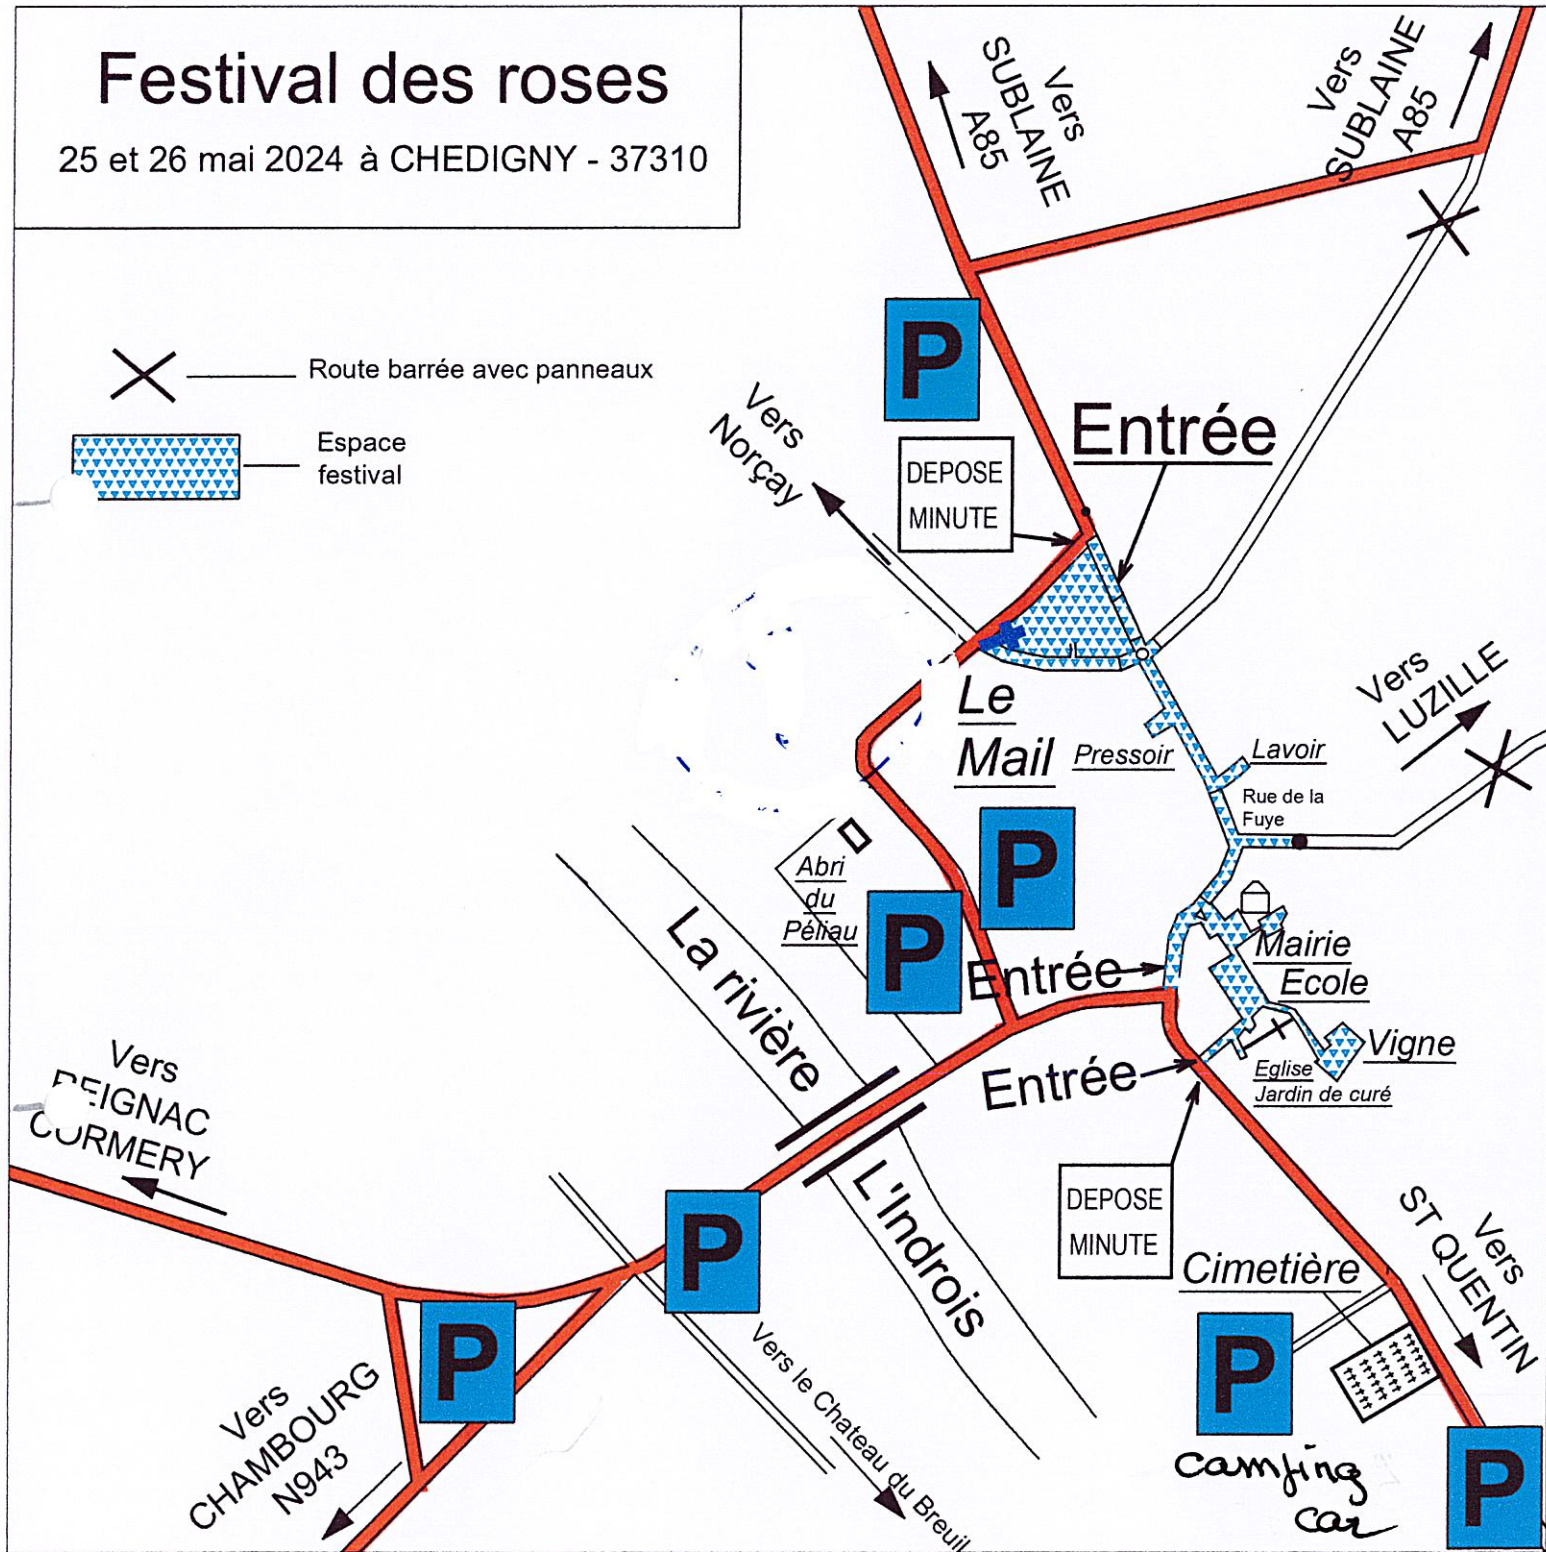 Festival des roses
25 et 26 mai 2024 à CHEDIGNY - 37310
Route barrée avec panneaux
Espace
festival
Vers
SUBLAINE
A85
Vers
SUBLAINE
A85
P
Entrée
Vers
Norçay
DEPOSE
MINUTE
Le
Mail
Pressoir
Lavoir
Vers
LUZILLE
Rue de la
Fuye
P
Abri
du
Péliau
P
La rivière
Entrée
Mairie
Ecole
Vigne
Entrée
Eglise
Jardin de curé
Vers
REIGNAC
CORMERY
L'Indrois
DEPOSE
MINUTE
P
Cimetière
Vers
ST QUENTIN
P
P
Vers
CHAMBOURG
N943
Vers le Chateau du Breuil
camping
car
P